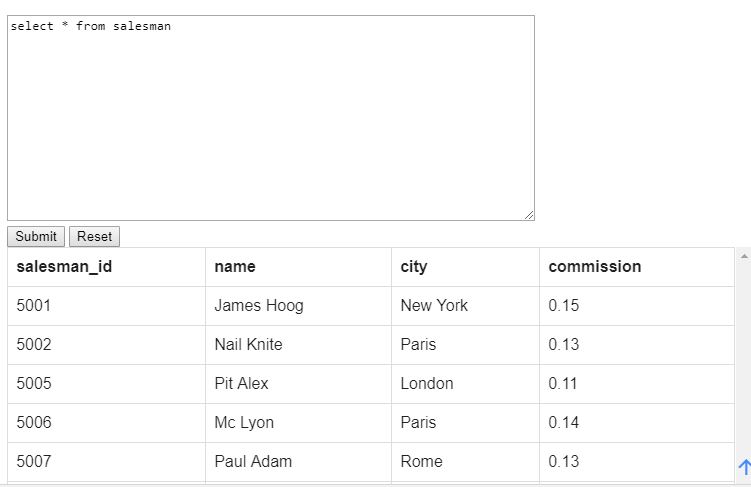 select * from salesman
Submit Reset
salesman_id name city commission
5001 James Hoog New York 0.15
5002 Nail Knite Paris 0.13
5005 Pit Alex London 0.11
5006 Mc Lyon Paris 0.14
5007 Paul Adam Rome 0.13